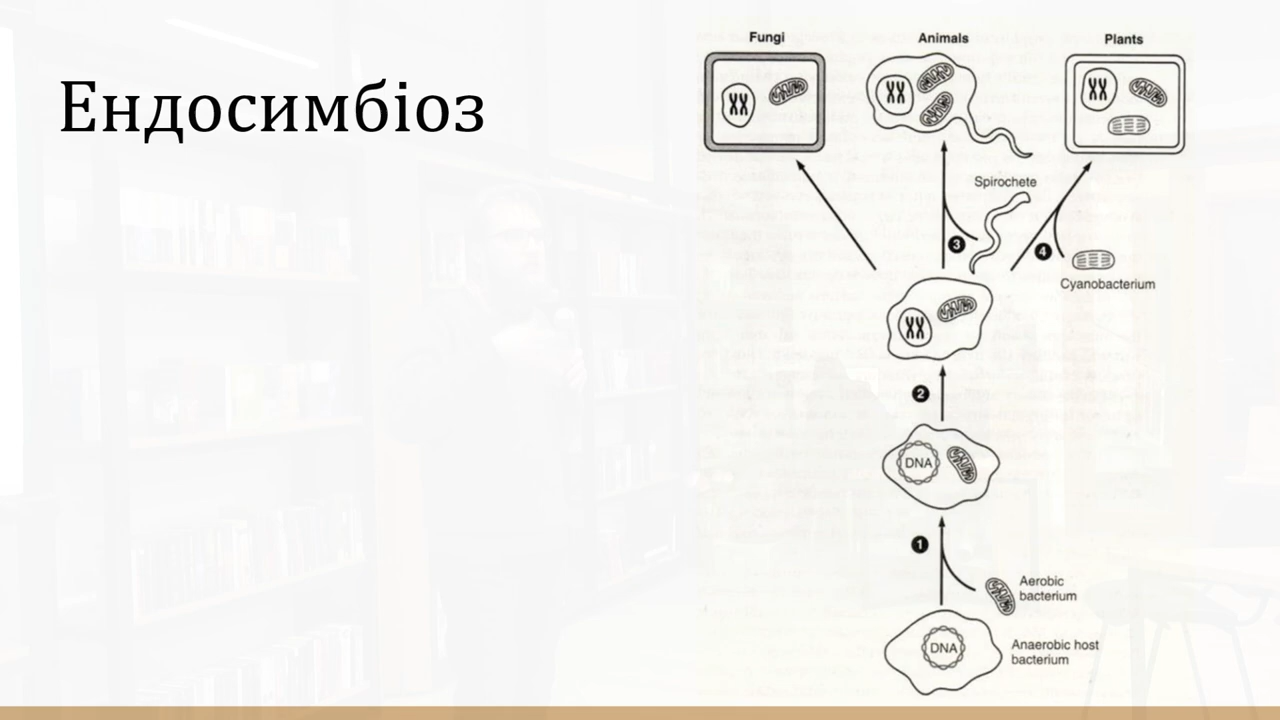 Ендосимбіоз
Fungi
Animals
Plants
Spirochete
3
4
Cyanobacterium
2
DNA
1
Aerobic
bacterium
DNA
Anaerobic host
bacterium